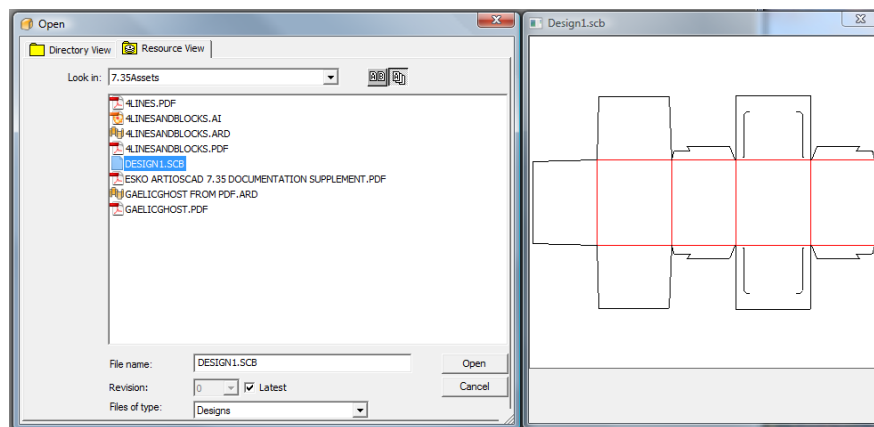 Open
Directory View
Resource View
Look in: 7.35Assets
4LINES.PDF
4LINESANDBLOCKS.AI
4LINESANDBLOCKS.ARD
4LINESANDBLOCKS.PDF
DESIGN1.SCB
ESKO ARTIOSCAD 7.35 DOCUMENTATION SUPPLEMENT.PDF
GAELICGHOST FROM PDF.ARD
GAELICGHOST.PDF
File name: DESIGN1.SCB Open
Revision: 0 Latest Cancel
Files of type: Designs
Design1.scb